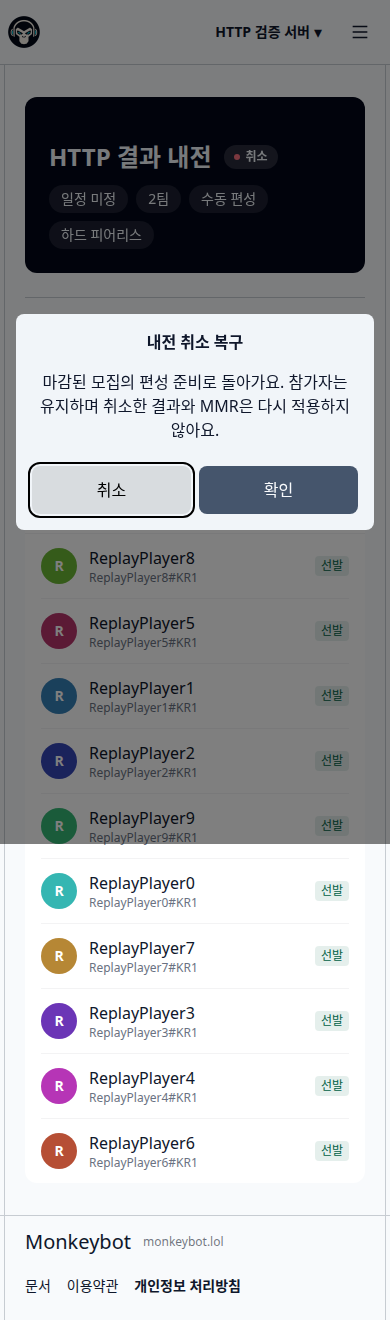 HTTP 검증 서버 ▾
HTTP 결과 내전
취소
일정 미정
2팀
수동 편성
하드 피어리스
내전 취소 복구
마감된 모집의 편성 준비로 돌아가요. 참가자는
유지하며 취소한 결과와 MMR은 다시 적용하지
않아요.
취소
확인
R
ReplayPlayer8
ReplayPlayer8#KR1
선발
R
ReplayPlayer5
ReplayPlayer5#KR1
선발
R
ReplayPlayer1
ReplayPlayer1#KR1
선발
R
ReplayPlayer2
ReplayPlayer2#KR1
선발
R
ReplayPlayer9
ReplayPlayer9#KR1
선발
R
ReplayPlayer0
ReplayPlayer0#KR1
선발
R
ReplayPlayer7
ReplayPlayer7#KR1
선발
R
ReplayPlayer3
ReplayPlayer3#KR1
선발
R
ReplayPlayer4
ReplayPlayer4#KR1
선발
R
ReplayPlayer6
ReplayPlayer6#KR1
선발
Monkeybot monkeybot.lol
문서 이용약관 개인정보 처리방침